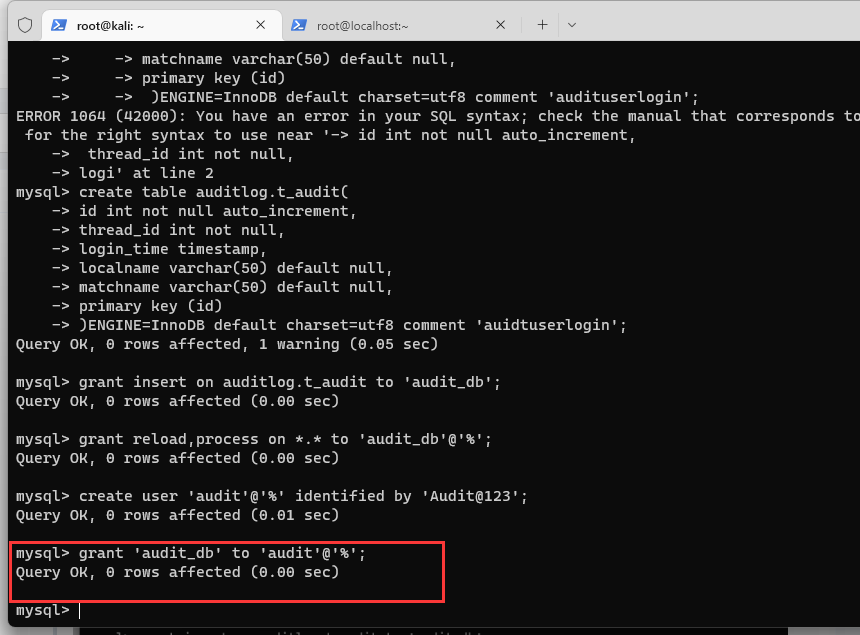 root@kali: ~
root@localhost:~
->     -> matchname varchar(50) default null,
->     -> primary key (id)
->     ->  )ENGINE=InnoDB default charset=utf8 comment 'audituserlogin';
ERROR 1064 (42000): You have an error in your SQL syntax; check the manual that corresponds to
for the right syntax to use near '-> id int not null auto_increment,
->  thread_id int not null,
-> logi' at line 2
mysql> create table auditlog.t_audit(
-> id int not null auto_increment,
-> thread_id int not null,
-> login_time timestamp,
-> localname varchar(50) default null,
-> matchname varchar(50) default null,
-> primary key (id)
-> )ENGINE=InnoDB default charset=utf8 comment 'auidtuserlogin';
Query OK, 0 rows affected, 1 warning (0.05 sec)
mysql> grant insert on auditlog.t_audit to 'audit_db';
Query OK, 0 rows affected (0.00 sec)
mysql> grant reload,process on *.* to 'audit_db'@'%';
Query OK, 0 rows affected (0.00 sec)
mysql> create user 'audit'@'%' identified by 'Audit@123';
Query OK, 0 rows affected (0.01 sec)
mysql> grant 'audit_db' to 'audit'@'%';
Query OK, 0 rows affected (0.00 sec)
mysql>